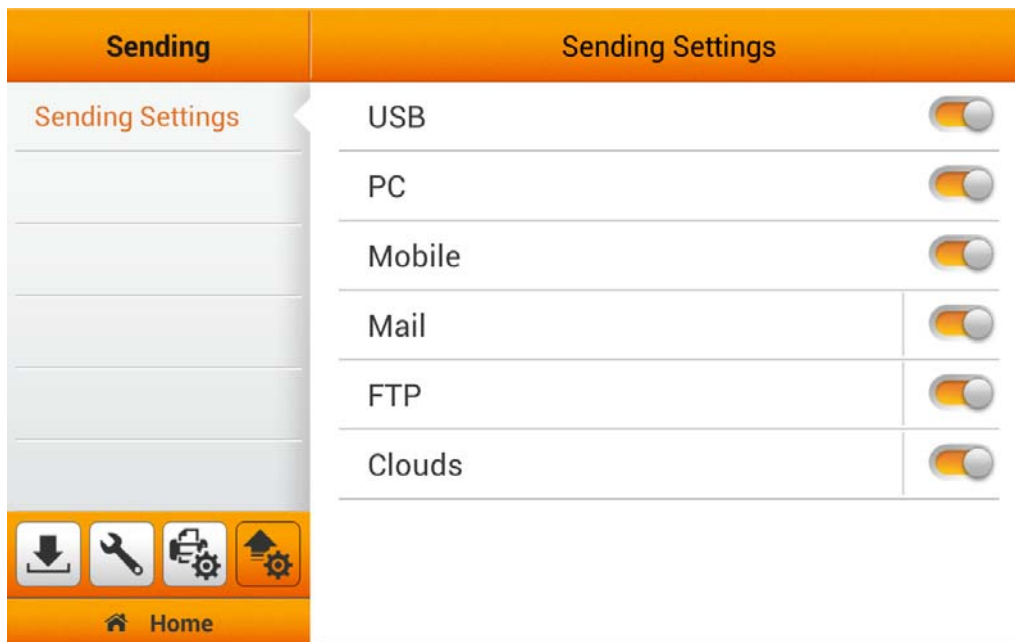 Sending
Sending Settings
Sending Settings
USB
PC
Mobile
Mail
FTP
Clouds
Home